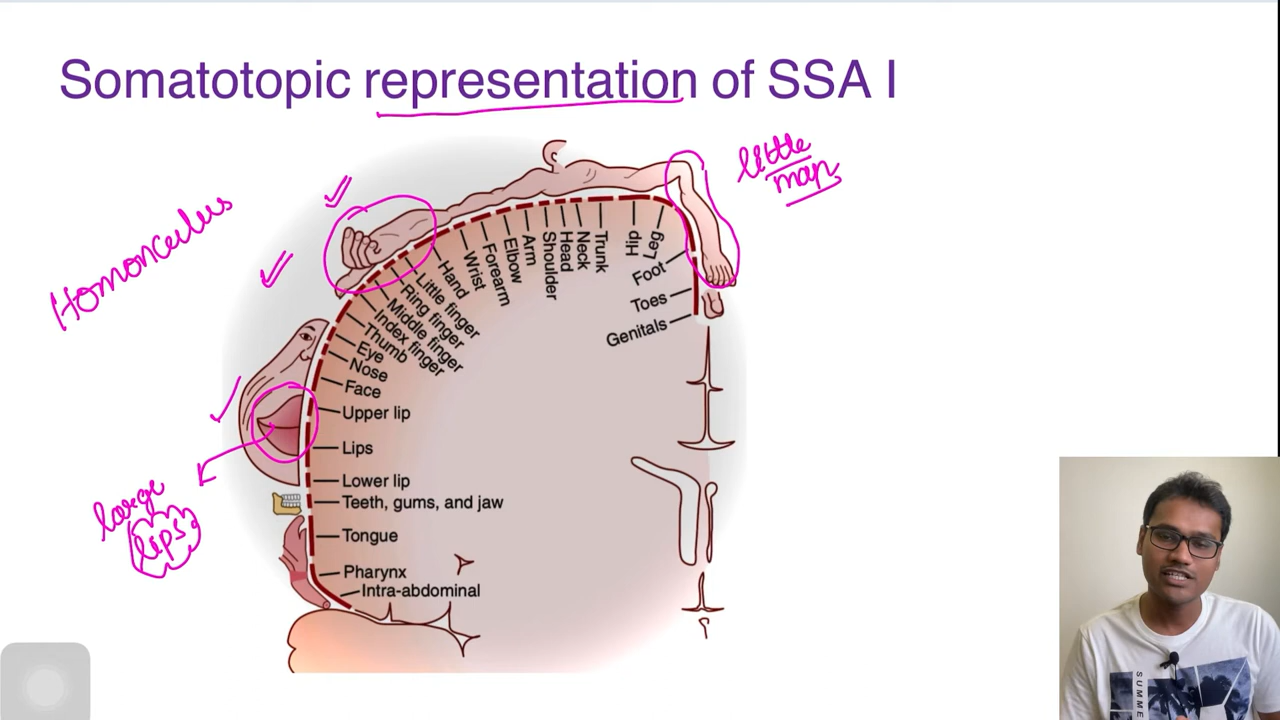 Somatotopic representation of SSA I
little
man
Homonculus
Hip
Leg
Trunk
Neck
Head
Shoulder
Arm
Elbow
Forearm
Wrist
Hand
Little finger
Ring finger
Middle finger
Index finger
Thumb
Eye
Nose
Face
Upper lip
Lips
Lower lip
Teeth, gums, and jaw
Tongue
Pharynx
Intra-abdominal
Foot
Toes
Genitals
large
lips
SUMME